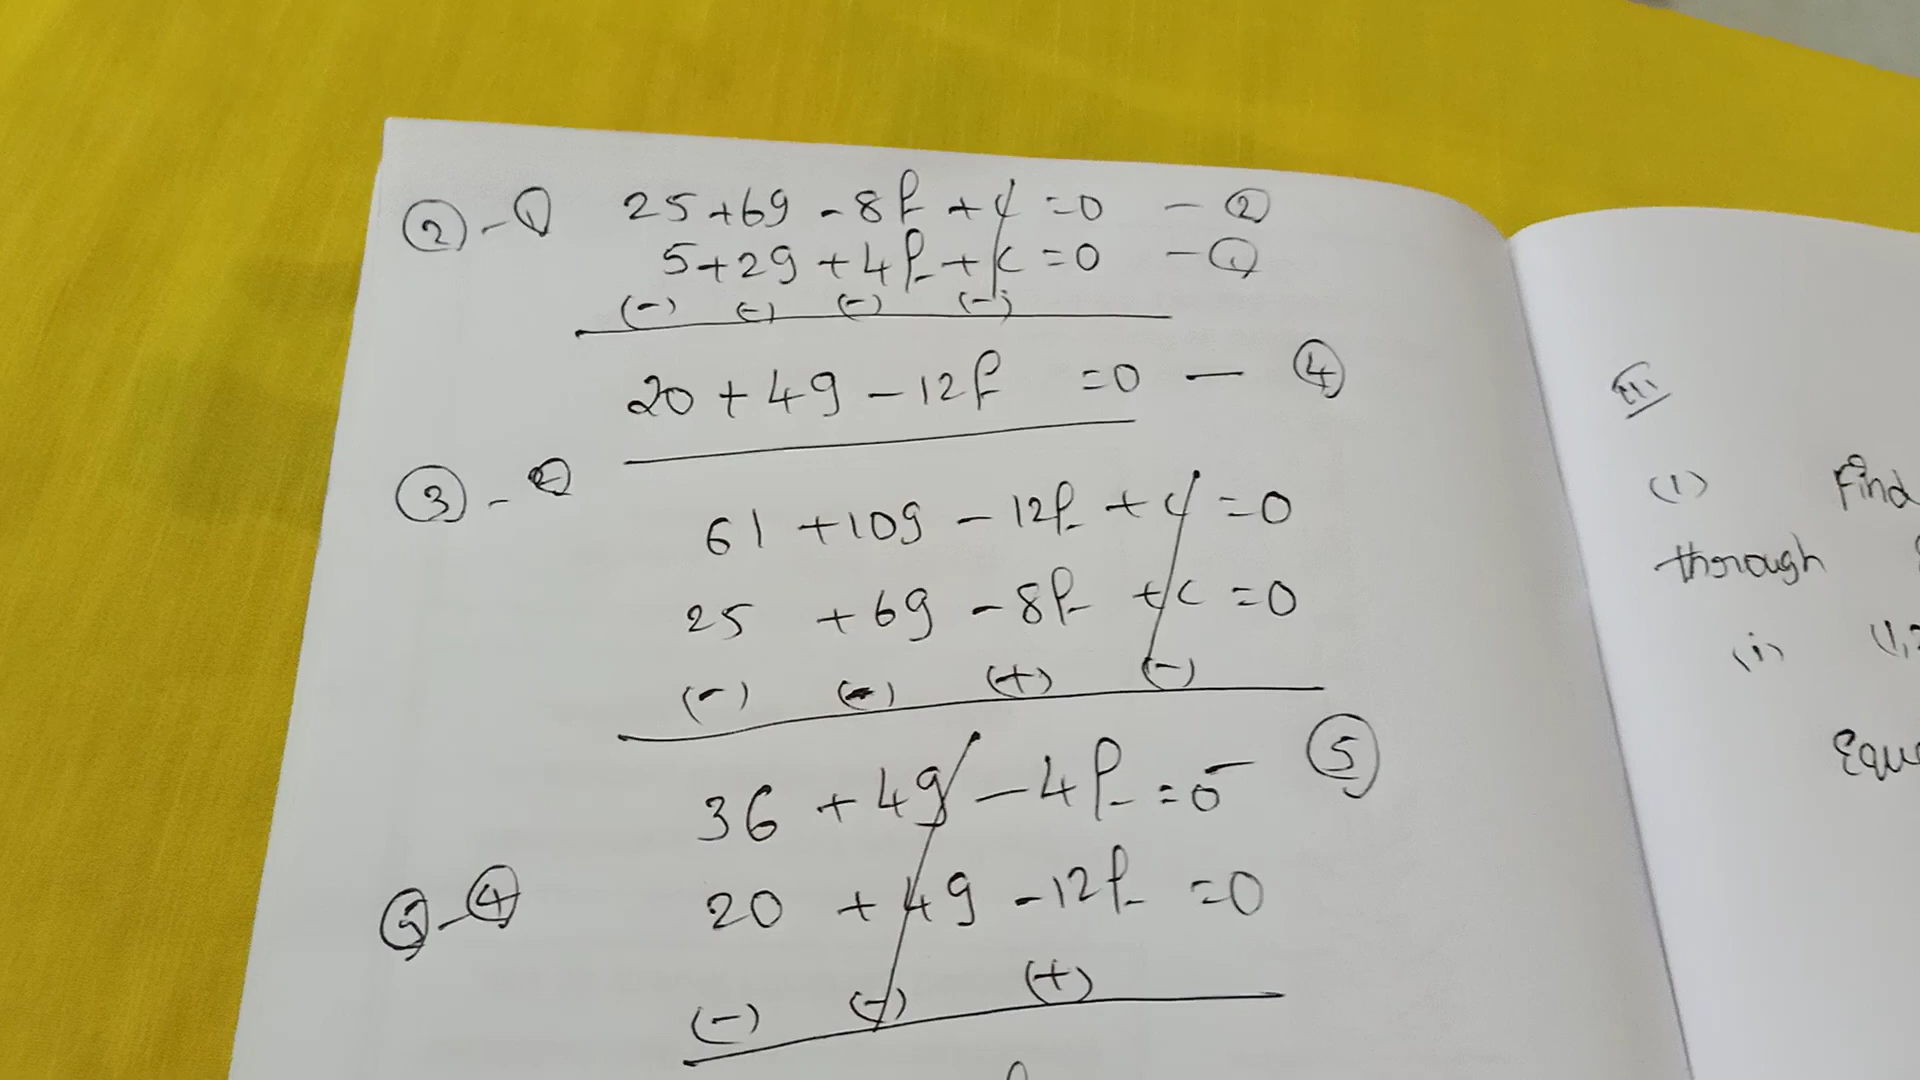 ② - ① 25 + 6g - 8f + c = 0 - ②
5 + 2g + 4f + c = 0 - ①
(-) (-) (-) (-)
20 + 4g - 12f = 0 - ④
③ - ②
61 + 10g - 12f + c = 0
25 + 6g - 8f + c = 0
(-) (-) (+) (-)
36 + 4g - 4f = 0 - ⑤
⑤ - ④ 20 + 4g - 12f = 0
(-) (-) (+)
III
(1) Find
through
(i) (1,
Equ